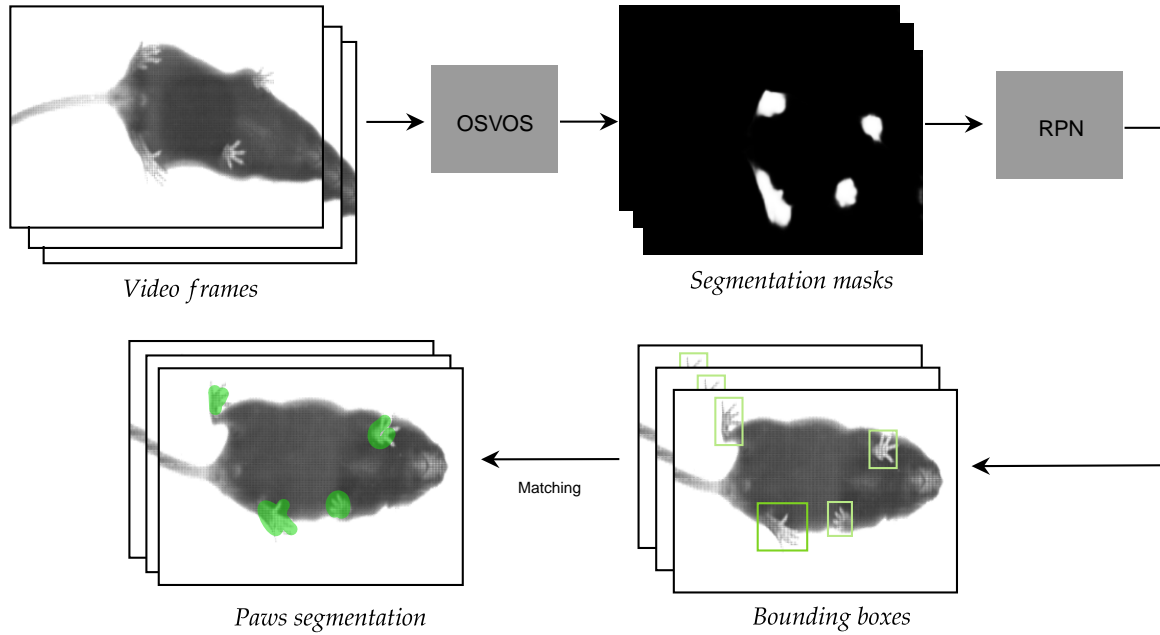 OSVOS
RPN
Video frames
Segmentation masks
Matching
Paws segmentation
Bounding boxes